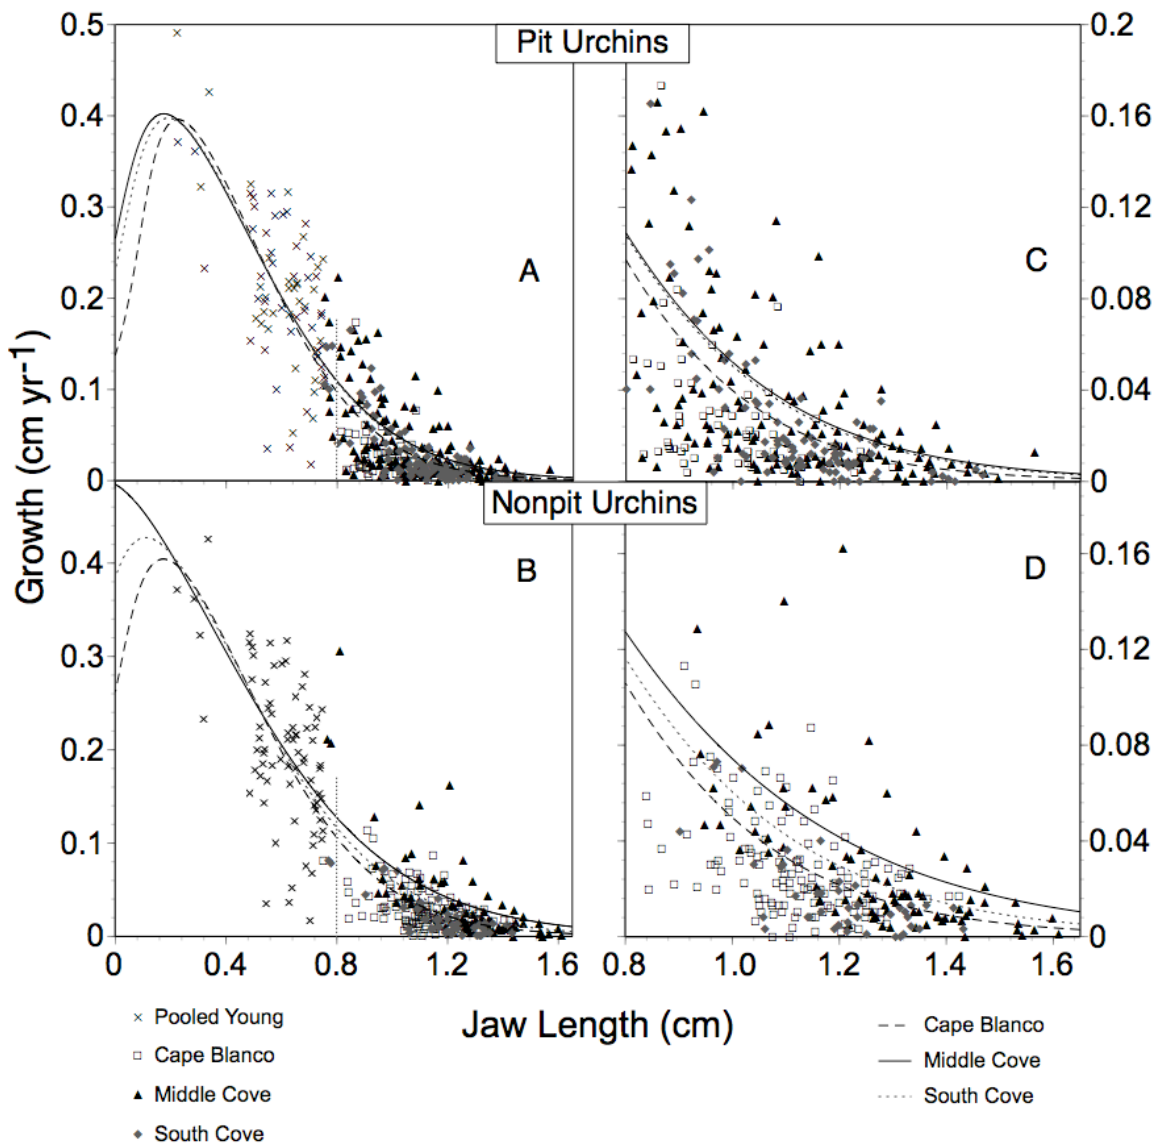 Pit Urchins
0.5
0.4
0.3
0.2
0.1
0
A
0.2
0.16
0.12
0.08
0.04
0
C
Growth (cm yr-1)
Nonpit Urchins
0.4
0.3
0.2
0.1
0
B
0.16
0.12
0.08
0.04
0
D
0 0.4 0.8 1.2 1.6
0.8 1.0 1.2 1.4 1.6
Jaw Length (cm)
Pooled Young
Cape Blanco
Middle Cove
South Cove
Cape Blanco
Middle Cove
South Cove